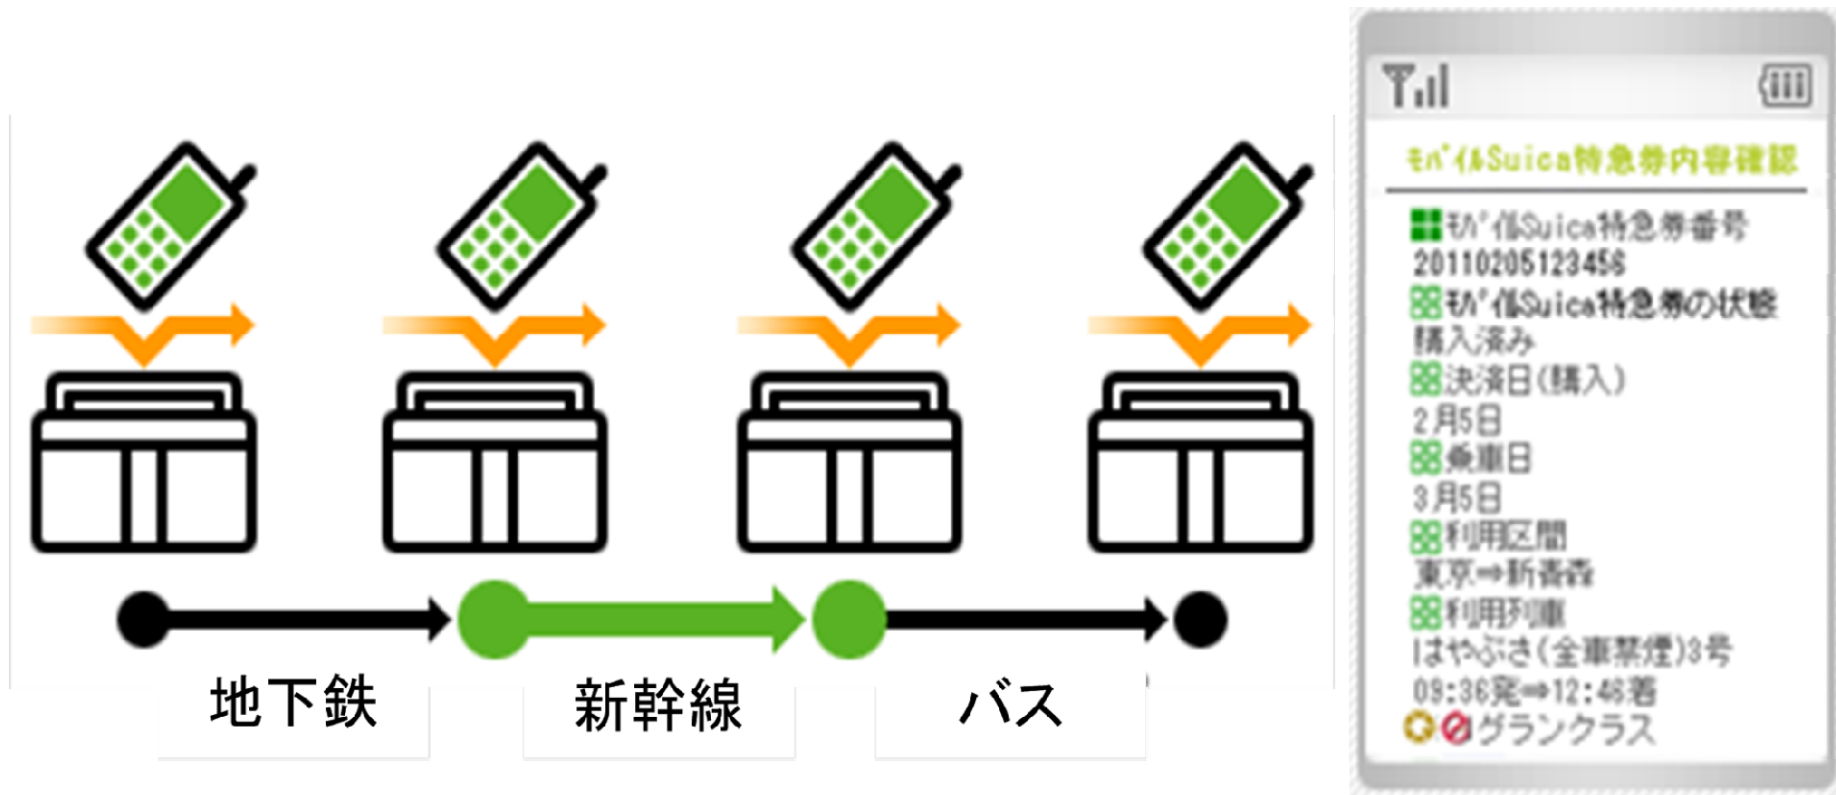 地下鉄
新幹線
バス
ﾓﾊﾞｲﾙSuica特急券内容確認
ﾓﾊﾞｲﾙSuica特急券番号
20110205123456
ﾓﾊﾞｲﾙSuica特急券の状態
購入済み
決済日(購入)
2月5日
乗車日
3月5日
利用区間
東京⇒新青森
利用列車
はやぶさ(全車禁煙)3号
09:36発⇒12:46着
グランクラス